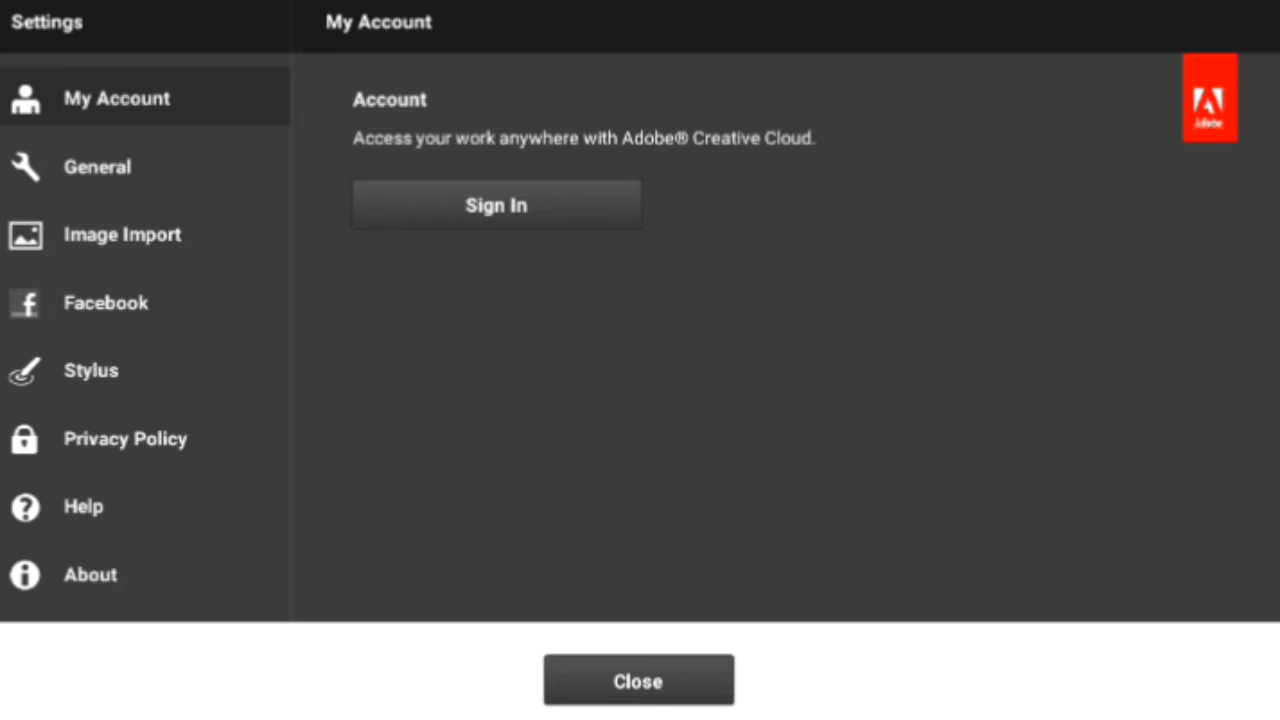 Settings
My Account
My Account
General
Image Import
Facebook
Stylus
Privacy Policy
Help
About
Account
Access your work anywhere with Adobe® Creative Cloud.
Sign In
Adobe
Close